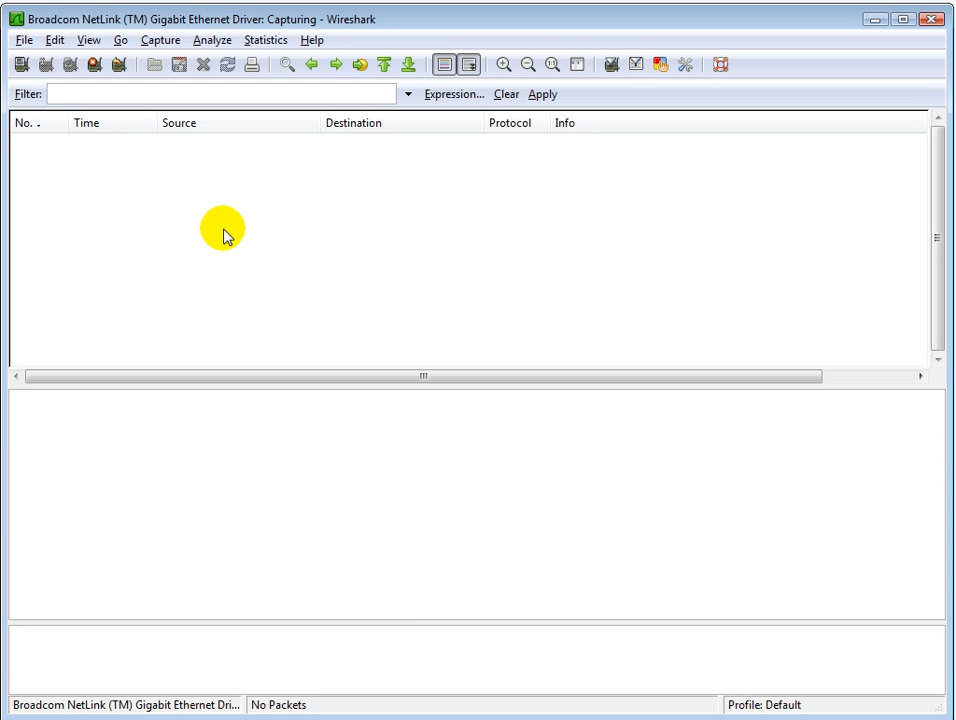 Broadcom NetLink (TM) Gigabit Ethernet Driver: Capturing - Wireshark
File Edit View Go Capture Analyze Statistics Help
Filter: Expression... Clear Apply
No. Time Source Destination Protocol Info
Broadcom NetLink (TM) Gigabit Ethernet Dri... No Packets Profile: Default